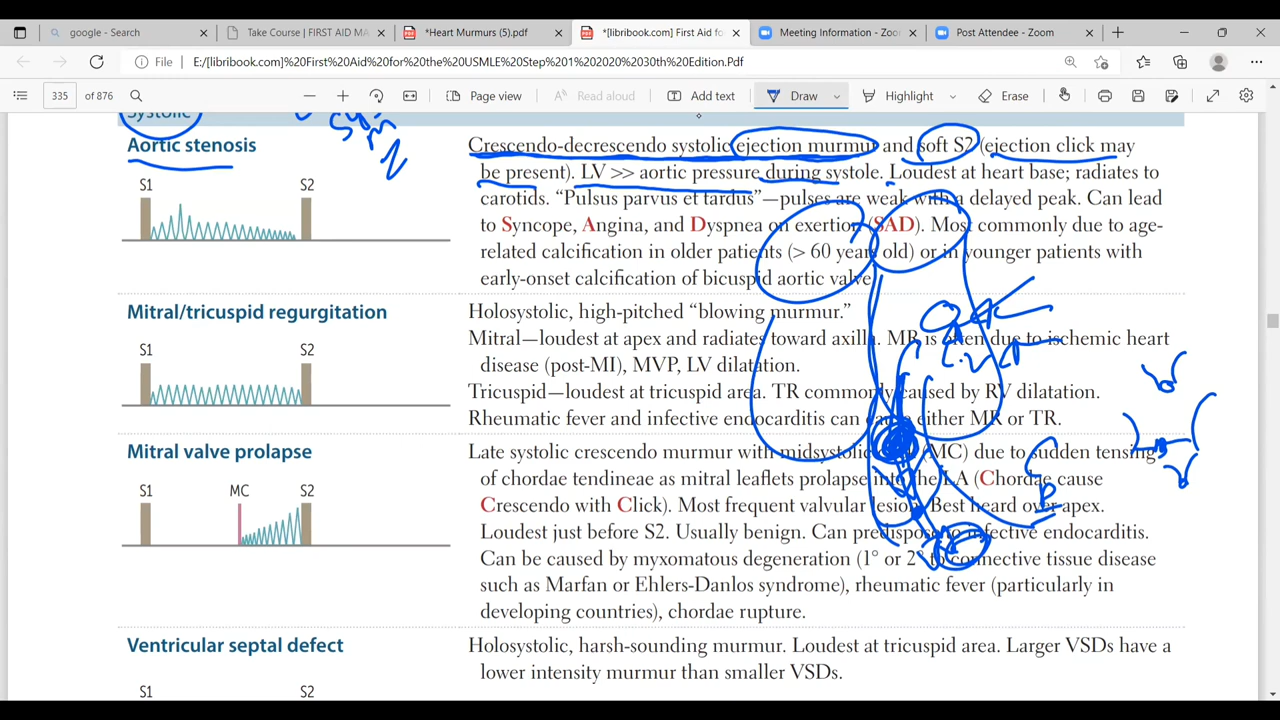 google - Search
Take Course | FIRST AID MA
*Heart Murmurs (5).pdf
*[libribook.com] First Aid for
Meeting Information - Zoo
Post Attendee - Zoom
File
E:/[libribook.com]%20First%20Aid%20for%20the%20USMLE%20Step%201%202020%2030th%20Edition.Pdf
335 of 876
Page view
Read aloud
Add text
Draw
Highlight
Erase
Systolic
Aortic stenosis
S1 S2
Crescendo-decrescendo systolic ejection murmur and soft S2 (ejection click may
be present). LV >> aortic pressure during systole. Loudest at heart base; radiates to
carotids. “Pulsus parvus et tardus”—pulses are weak with a delayed peak. Can lead
to Syncope, Angina, and Dyspnea on exertion (SAD). Most commonly due to age-
related calcification in older patients (> 60 years old) or in younger patients with
early-onset calcification of bicuspid aortic valve
Mitral/tricuspid regurgitation
S1 S2
Holosystolic, high-pitched “blowing murmur.”
Mitral—loudest at apex and radiates toward axilla. MR is often due to ischemic heart
disease (post-MI), MVP, LV dilatation.
Tricuspid—loudest at tricuspid area. TR commonly caused by RV dilatation.
Rheumatic fever and infective endocarditis can cause either MR or TR.
Mitral valve prolapse
S1 MC S2
Late systolic crescendo murmur with midsystolic (MC) due to sudden tensing
of chordae tendineae as mitral leaflets prolapse into the LA (Chordae cause
Crescendo with Click). Most frequent valvular lesion. Best heard over apex.
Loudest just before S2. Usually benign. Can predispose to infective endocarditis.
Can be caused by myxomatous degeneration (1° or 2° to connective tissue disease
such as Marfan or Ehlers-Danlos syndrome), rheumatic fever (particularly in
developing countries), chordae rupture.
Ventricular septal defect
S1 S2
Holosystolic, harsh-sounding murmur. Loudest at tricuspid area. Larger VSDs have a
lower intensity murmur than smaller VSDs.